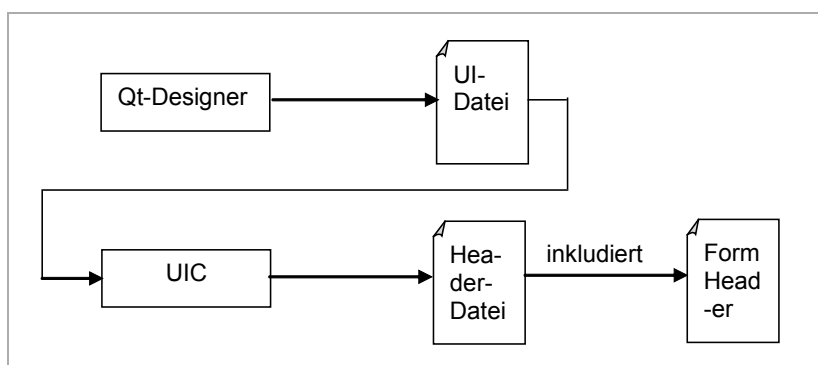 Qt-Designer
UI-
Datei
UIC
Hea-
der-
Datei
inkludiert
Form
Head
-er